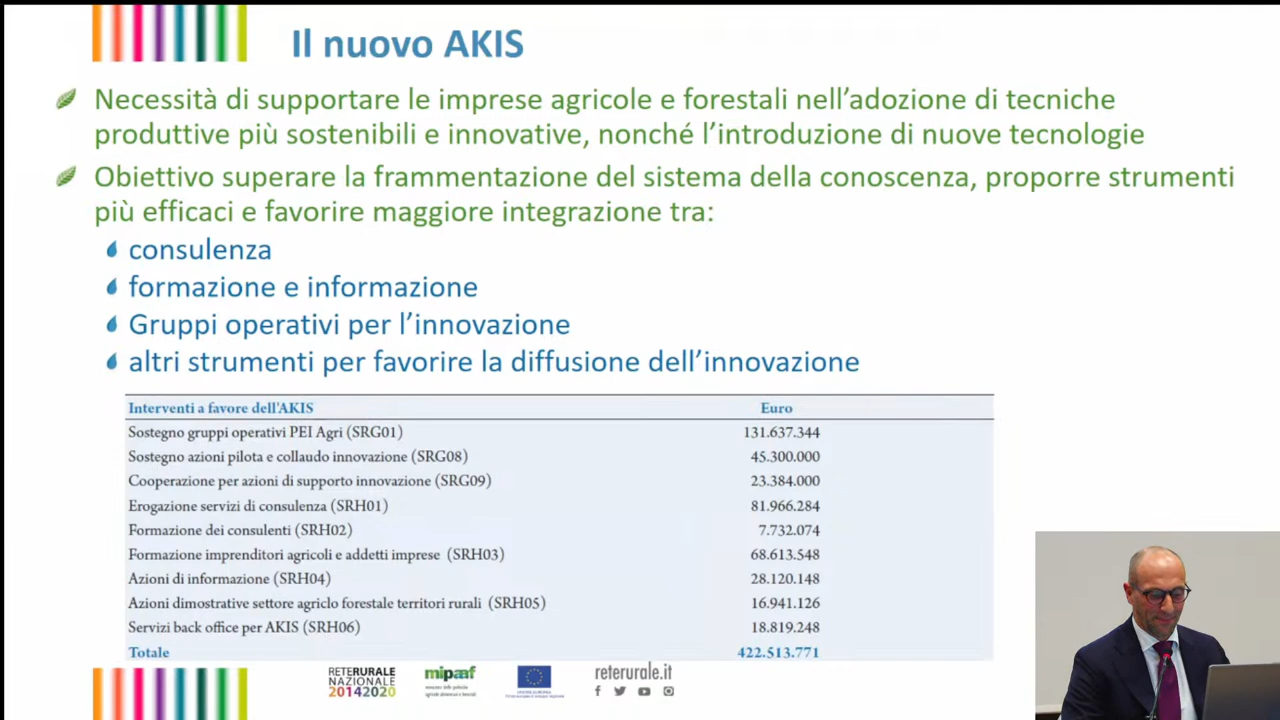 Il nuovo AKIS
Necessità di supportare le imprese agricole e forestali nell'adozione di tecniche
produttive più sostenibili e innovative, nonché l'introduzione di nuove tecnologie
Obiettivo superare la frammentazione del sistema della conoscenza, proporre strumenti
più efficaci e favorire maggiore integrazione tra:
consulenza
formazione e informazione
Gruppi operativi per l'innovazione
altri strumenti per favorire la diffusione dell'innovazione
Interventi a favore dell'AKIS Euro
Sostegno gruppi operativi PEI Agri (SRG01) 131.637.344
Sostegno azioni pilota e collaudo innovazione (SRG08) 45.300.000
Cooperazione per azioni di supporto innovazione (SRG09) 23.384.000
Erogazione servizi di consulenza (SRH01) 81.966.284
Formazione dei consulenti (SRH02) 7.732.074
Formazione imprenditori agricoli e addetti imprese (SRH03) 68.613.548
Azioni di informazione (SRH04) 28.120.148
Azioni dimostrative settore agriclo forestale territori rurali (SRH05) 16.941.126
Servizi back office per AKIS (SRH06) 18.819.248
Totale 422.513.771
RETERURALE
NAZIONALE
20142020
mipaaf
ministero delle politiche
agricole alimentari e forestali
reterurale.it